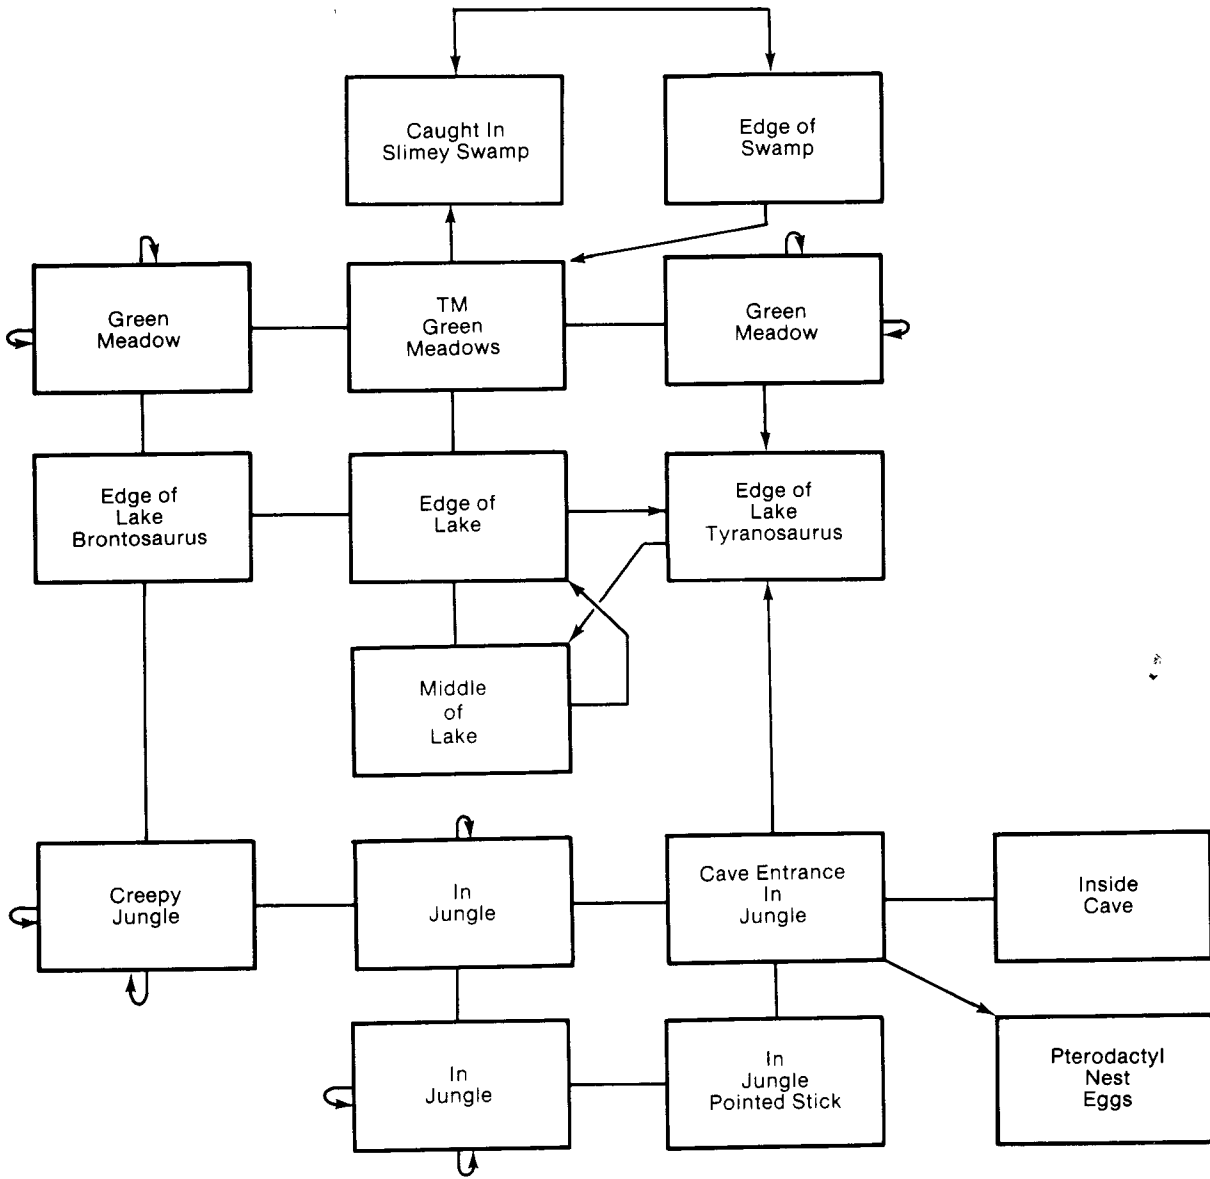 Caught In
Slimey Swamp
Edge of
Swamp
Green
Meadow
TM
Green
Meadows
Green
Meadow
Edge of
Lake
Brontosaurus
Edge of
Lake
Edge of
Lake
Tyranosaurus
Middle
of
Lake
Creepy
Jungle
In
Jungle
Cave Entrance
In
Jungle
Inside
Cave
In
Jungle
In
Jungle
Pointed Stick
Pterodactyl
Nest
Eggs